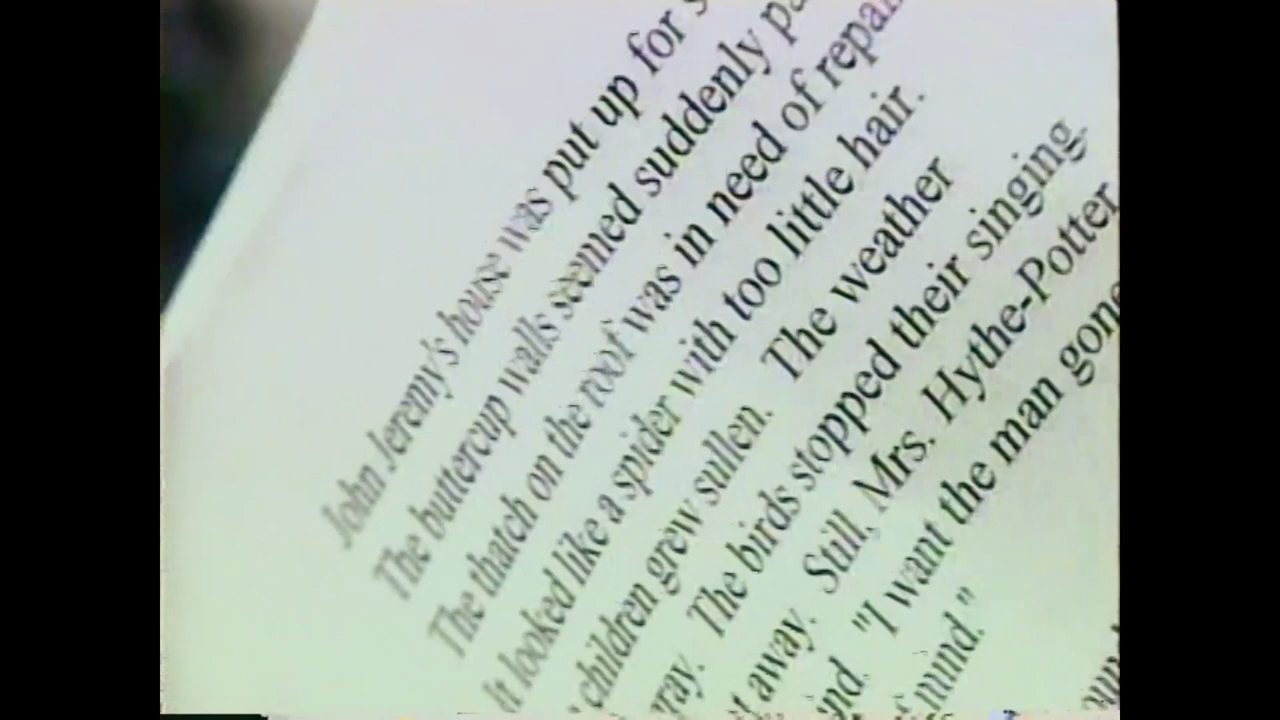 John Jeremy's house was put up for s
The buttercup walls seemed suddenly pa
The thatch on the roof was in need of repair
It looked like a spider with too little hair.
children grew sullen. The weather
ray. The birds stopped their singing
t away. Still, Mrs. Hythe-Potter
nd. "I want the man gone
f mind."